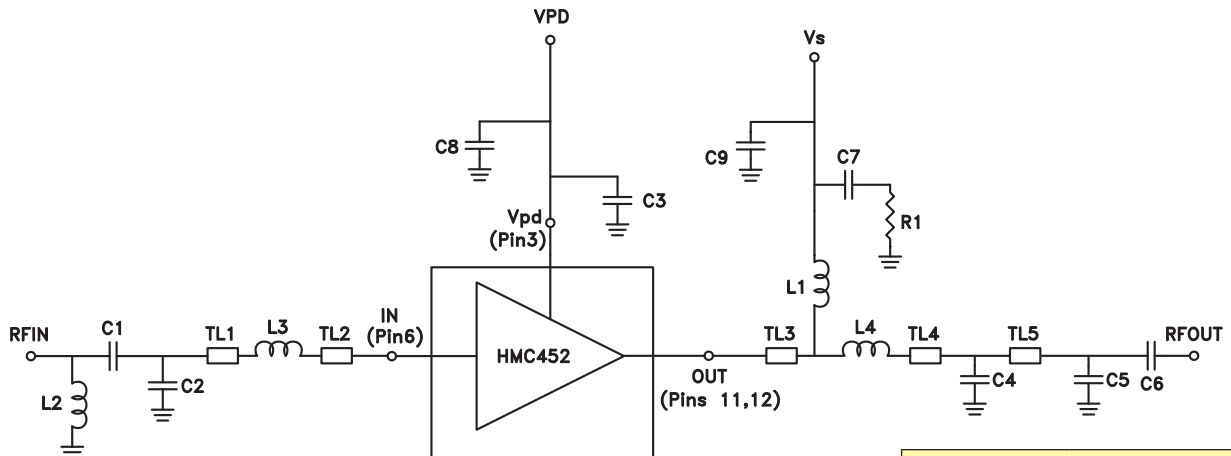 VPD
Vs
C8
C9
C7
C3
R1
Vpd
(Pin3)
L1
RFIN
C1
TL1
L3
TL2
IN
(Pin6)
HMC452
TL3
L4
TL4
TL5
RFOUT
L2
C2
OUT
(Pins 11,12)
C4
C5
C6